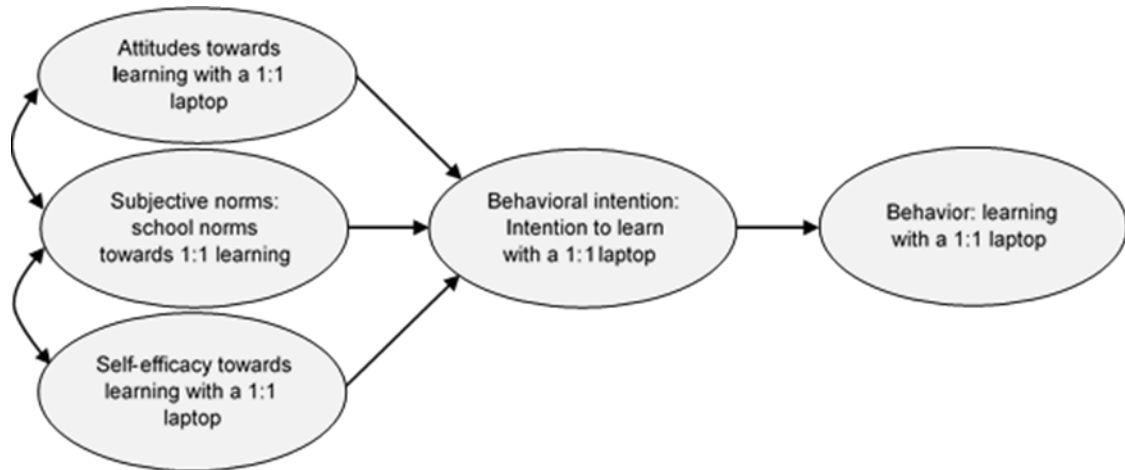 Attitudes towards
learning with a 1:1
laptop
Subjective norms:
school norms
towards 1:1 learning
Self-efficacy towards
learning with a 1:1
laptop
Behavioral intention:
Intention to learn
with a 1:1 laptop
Behavior: learning
with a 1:1 laptop